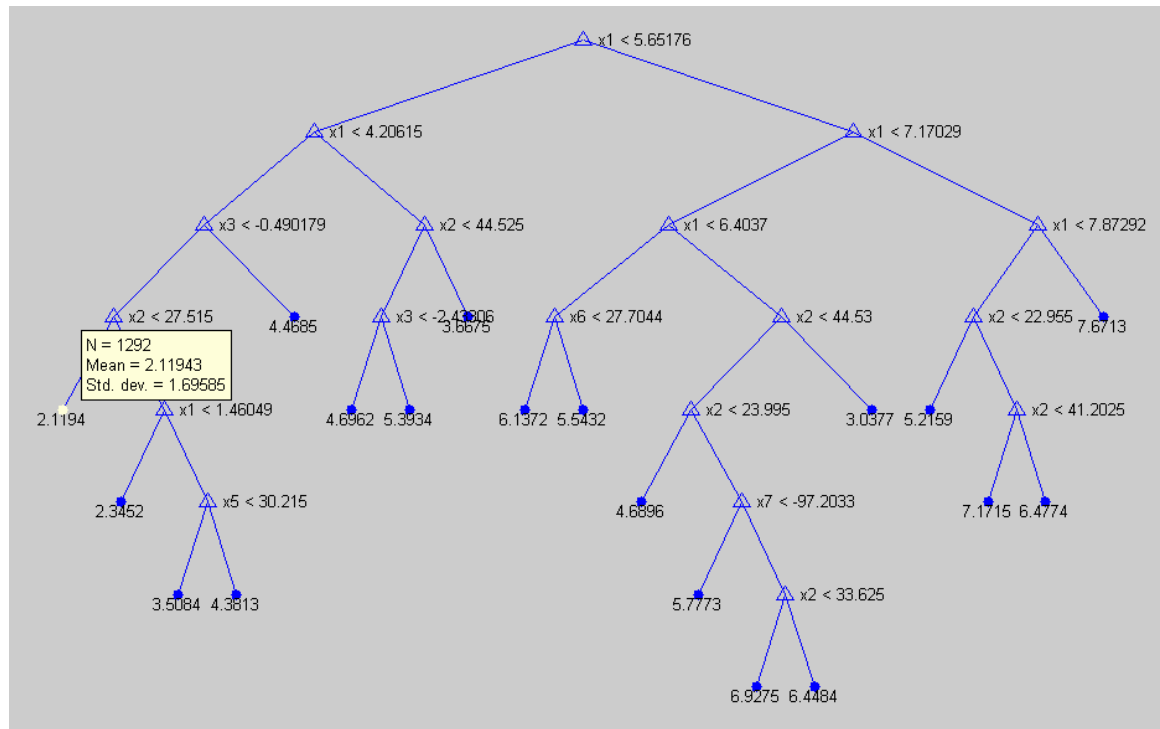 x1 < 5.65176
x1 < 4.20615
x1 < 7.17029
x3 < -0.490179
x2 < 44.525
x1 < 6.4037
x1 < 7.87292
x2 < 27.515
4.4685
x3 < -2.43806
3.6675
x6 < 27.7044
x2 < 44.53
x2 < 22.955
7.6713
N = 1292
Mean = 2.11943
Std. dev. = 1.69585
2.1194
x1 < 1.46049
4.6962
5.3934
6.1372
5.5432
x2 < 23.995
3.0377
5.2159
x2 < 41.2025
2.3452
x5 < 30.215
4.6896
x7 < -97.2033
7.1715
6.4774
3.5084
4.3813
5.7773
x2 < 33.625
6.9275
6.4484